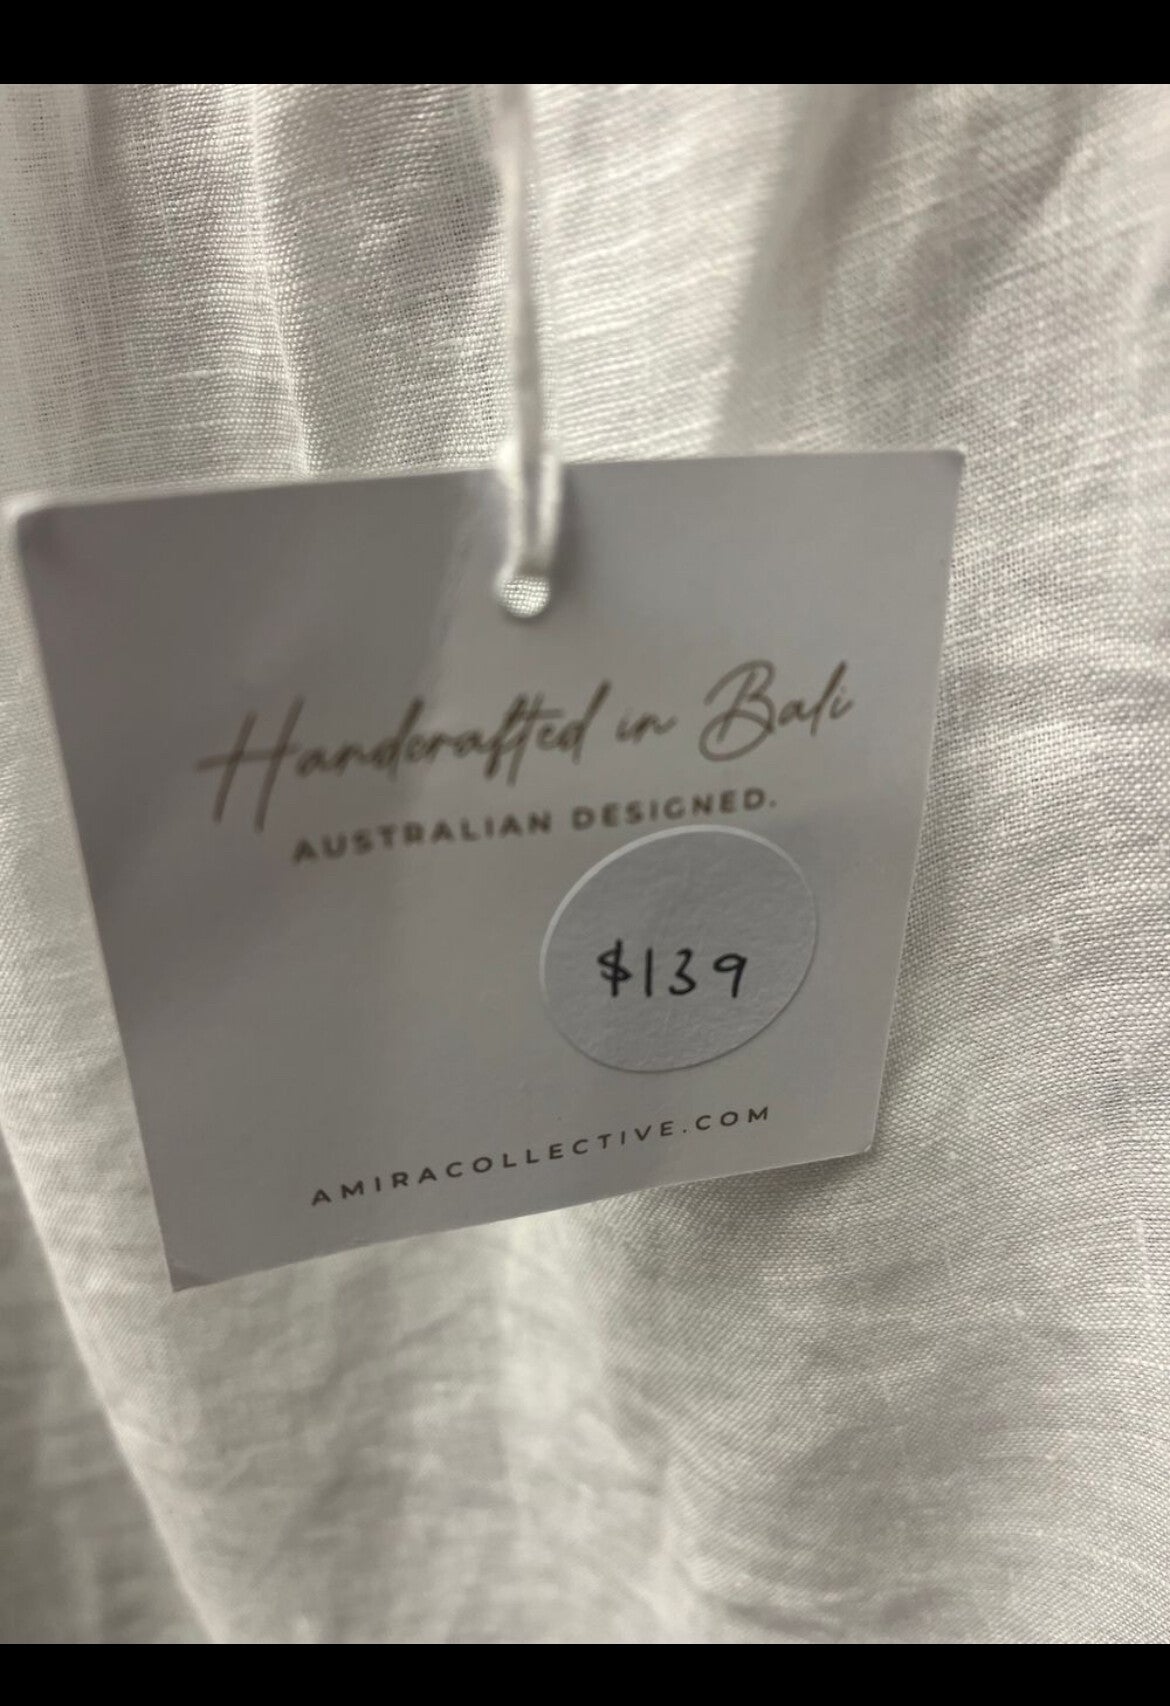 Handcrafted in Bali
AUSTRALIAN DESIGNED.
$139
AMIRACOLLECTIVE.COM